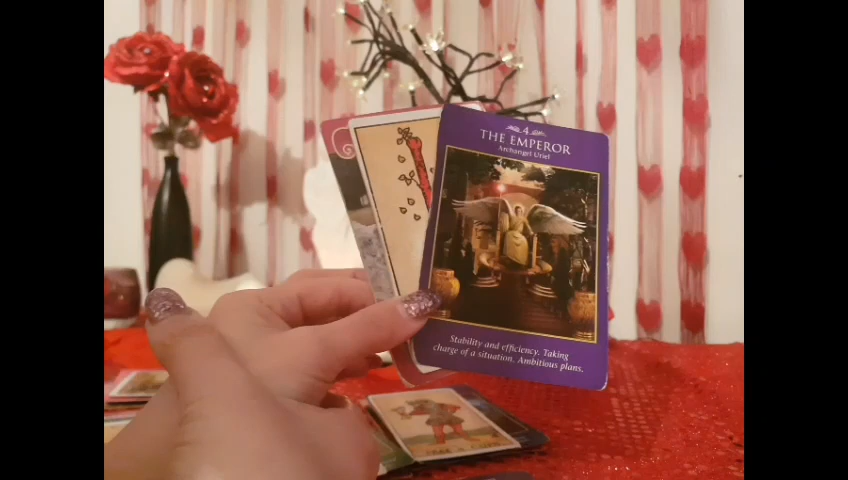 4
THE EMPEROR
Archangel Uriel
Stability and efficiency. Taking
charge of a situation. Ambitious plans.